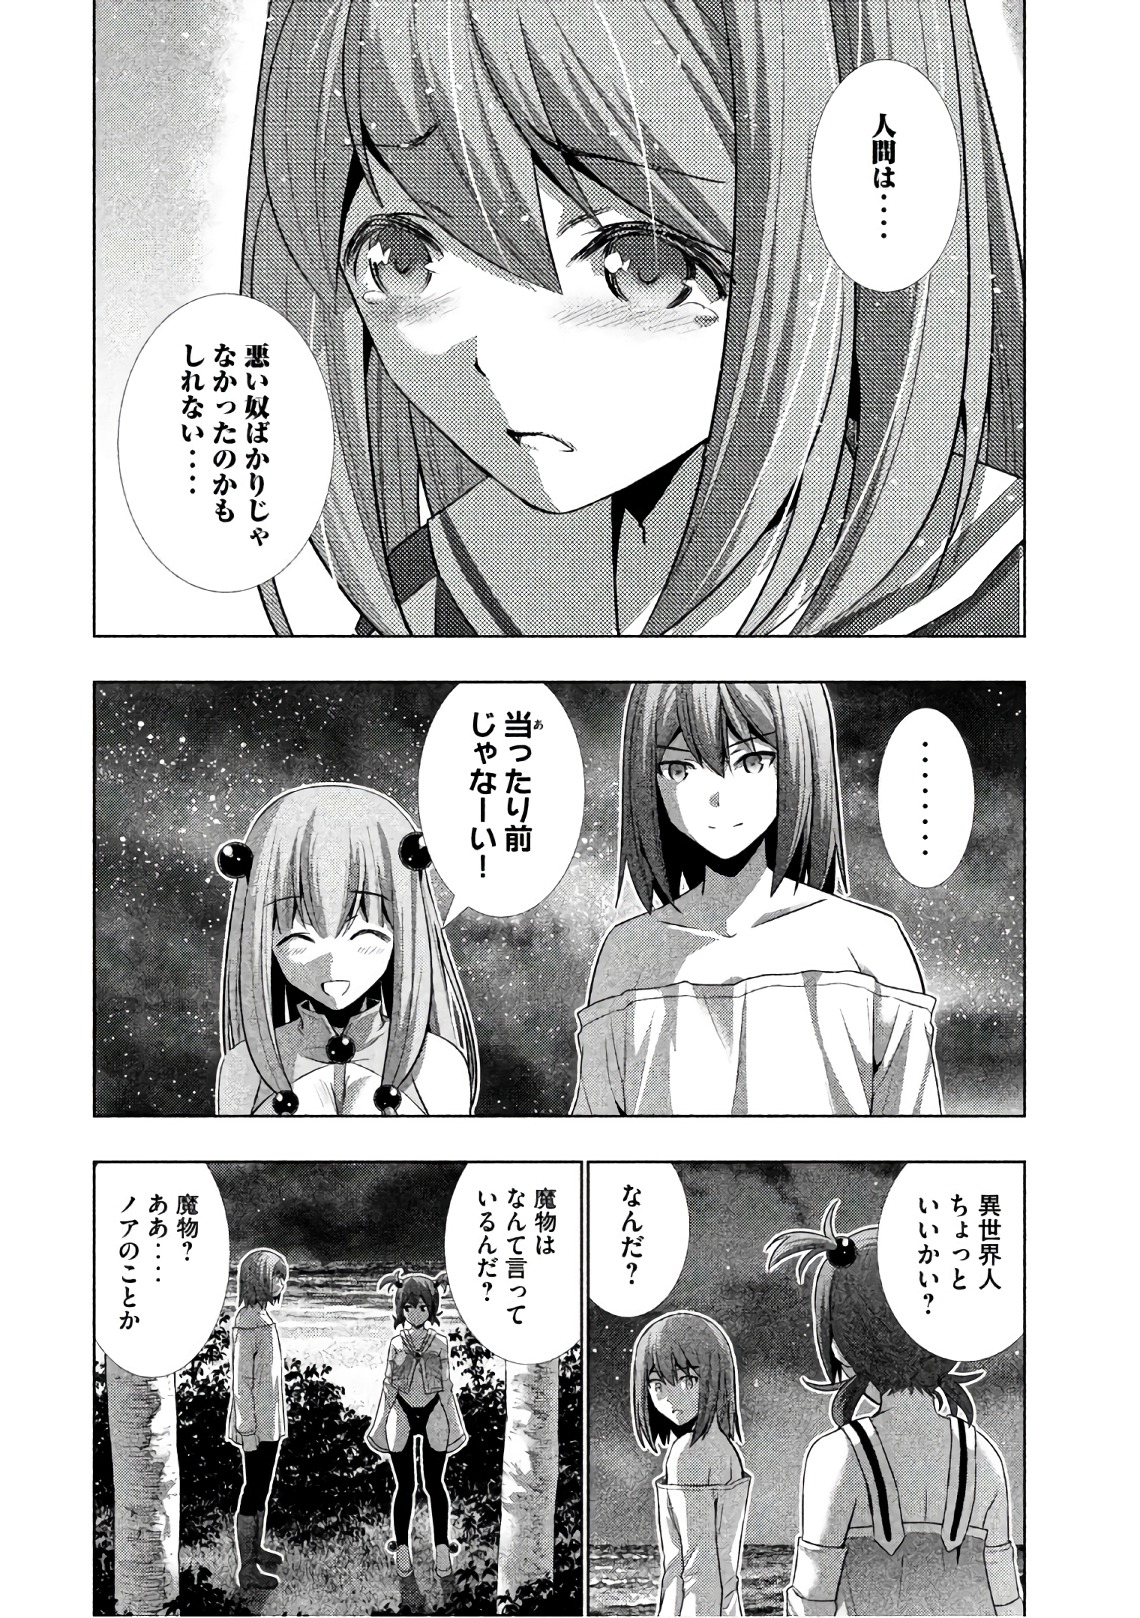 人間は‥‥
悪い奴ばかりじゃ
なかったのかも
しれない‥‥
‥‥‥‥
当ったり前
あ
じゃなーい！
異世界人
ちょっと
いいかい？
なんだ？
魔物は
なんて言って
いるんだ？
魔物？
ああ‥‥
ノアのことか